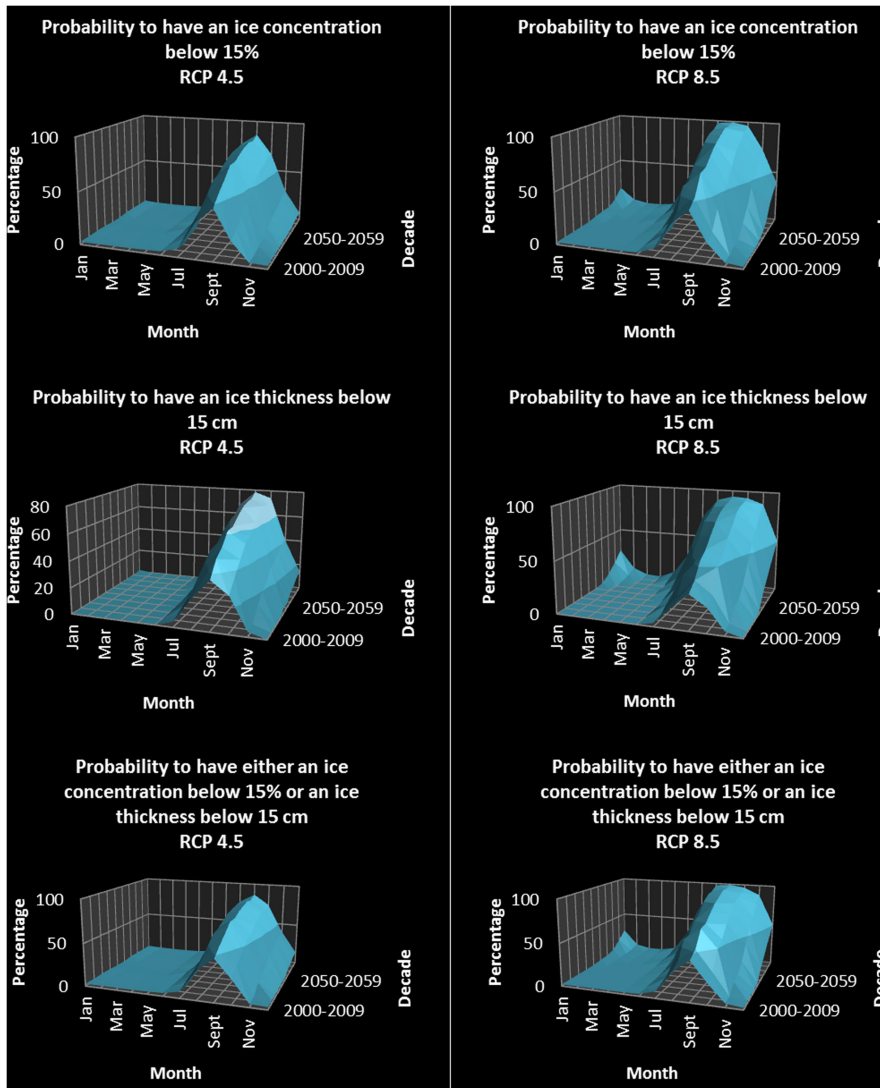 Probability to have an ice concentration
below 15%
RCP 4.5
Percentage
100
50
0
Jan
Mar
May
Jul
Sept
Nov
Month
2050-2059
2000-2009
Decade
Probability to have an ice concentration
below 15%
RCP 8.5
Percentage
100
50
0
Jan
Mar
May
Jul
Sept
Nov
Month
2050-2059
2000-2009
Probability to have an ice thickness below
15 cm
RCP 4.5
Percentage
80
60
40
20
0
Jan
Mar
May
Jul
Sept
Nov
Month
2050-2059
2000-2009
Decade
Probability to have an ice thickness below
15 cm
RCP 8.5
Percentage
100
50
0
Jan
Mar
May
Jul
Sept
Nov
Month
2050-2059
2000-2009
Probability to have either an ice
concentration below 15% or an ice
thickness below 15 cm
RCP 4.5
Percentage
100
50
0
Jan
Mar
May
Jul
Sept
Nov
Month
2050-2059
2000-2009
Decade
Probability to have either an ice
concentration below 15% or an ice
thickness below 15 cm
RCP 8.5
Percentage
100
50
0
Jan
Mar
May
Jul
Sept
Nov
Month
2050-2059
2000-2009